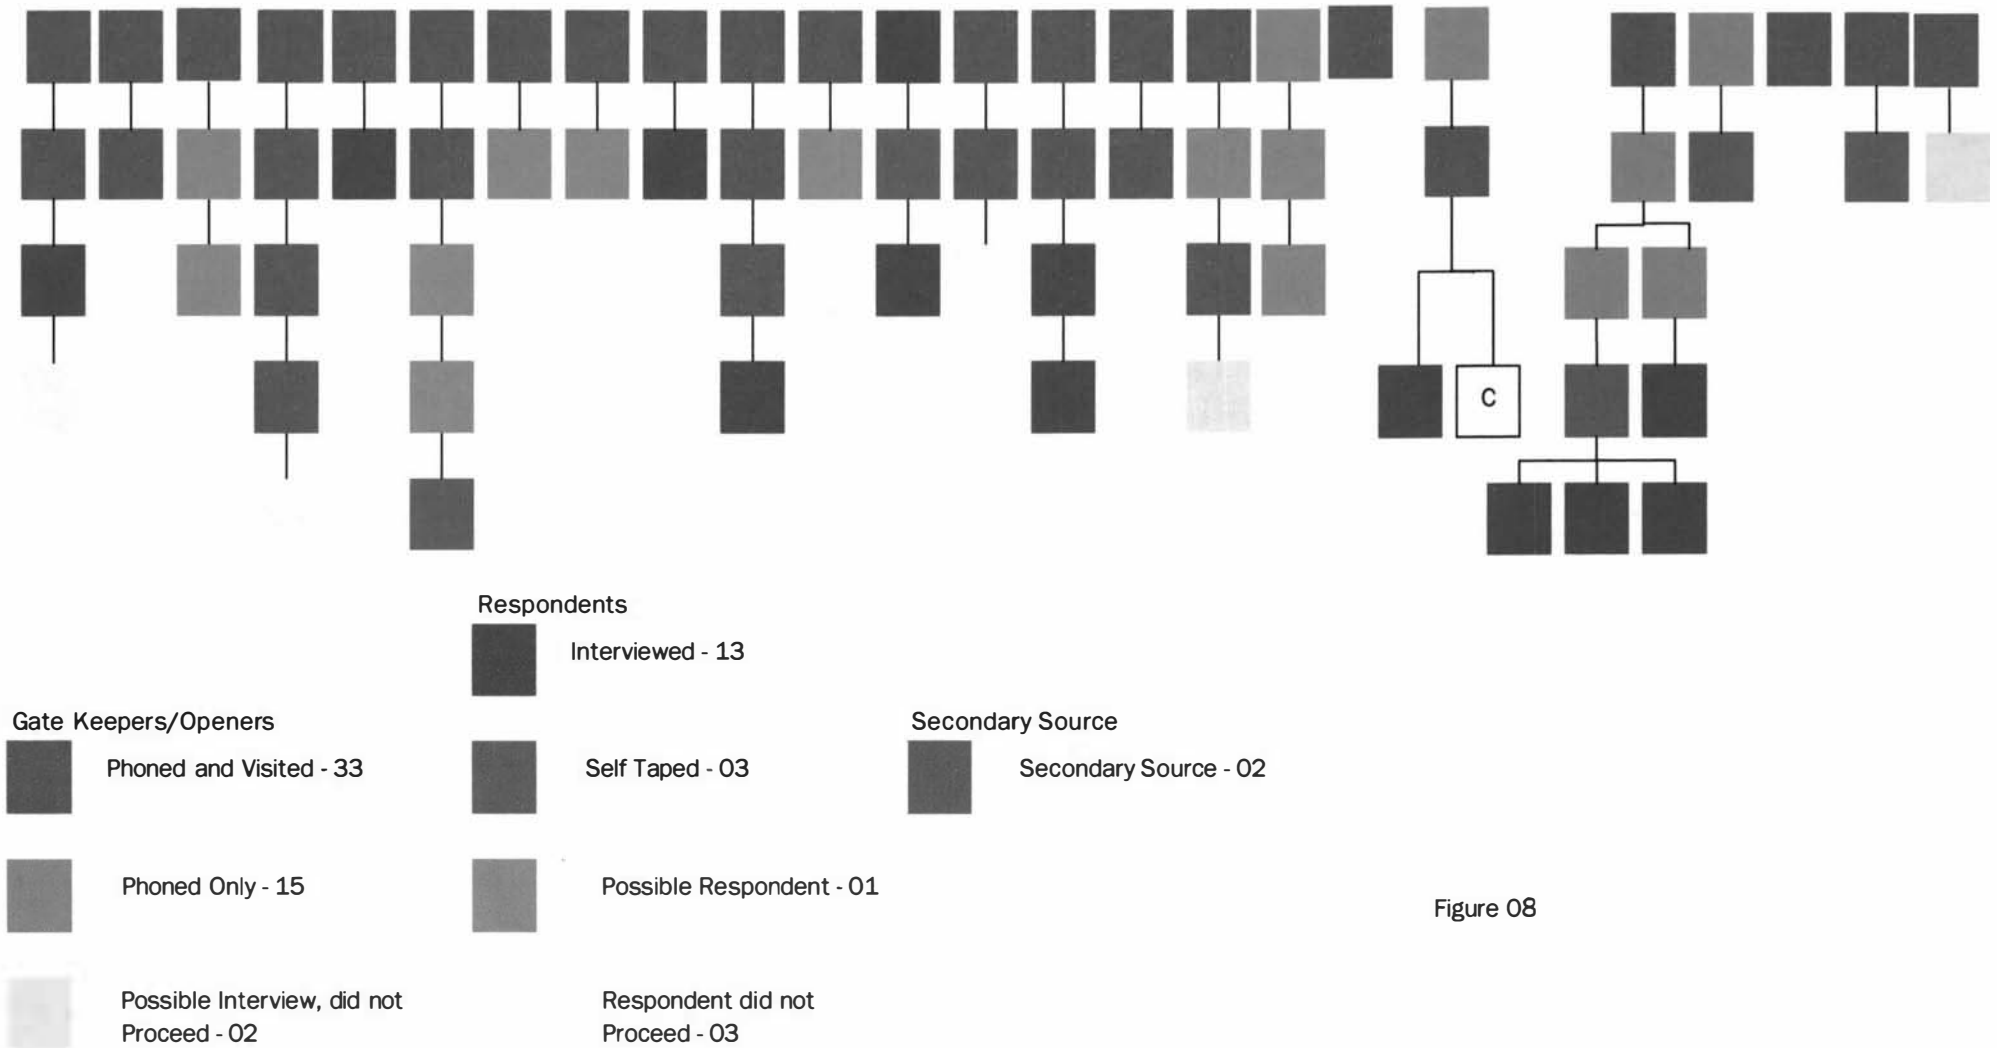 C
Respondents
Interviewed - 13
Gate Keepers/Openers
Secondary Source
Phoned and Visited - 33
Self Taped - 03
Secondary Source - 02
Phoned Only - 15
Possible Respondent - 01
Figure 08
Possible Interview, did not
Proceed - 02
Respondent did not
Proceed - 03